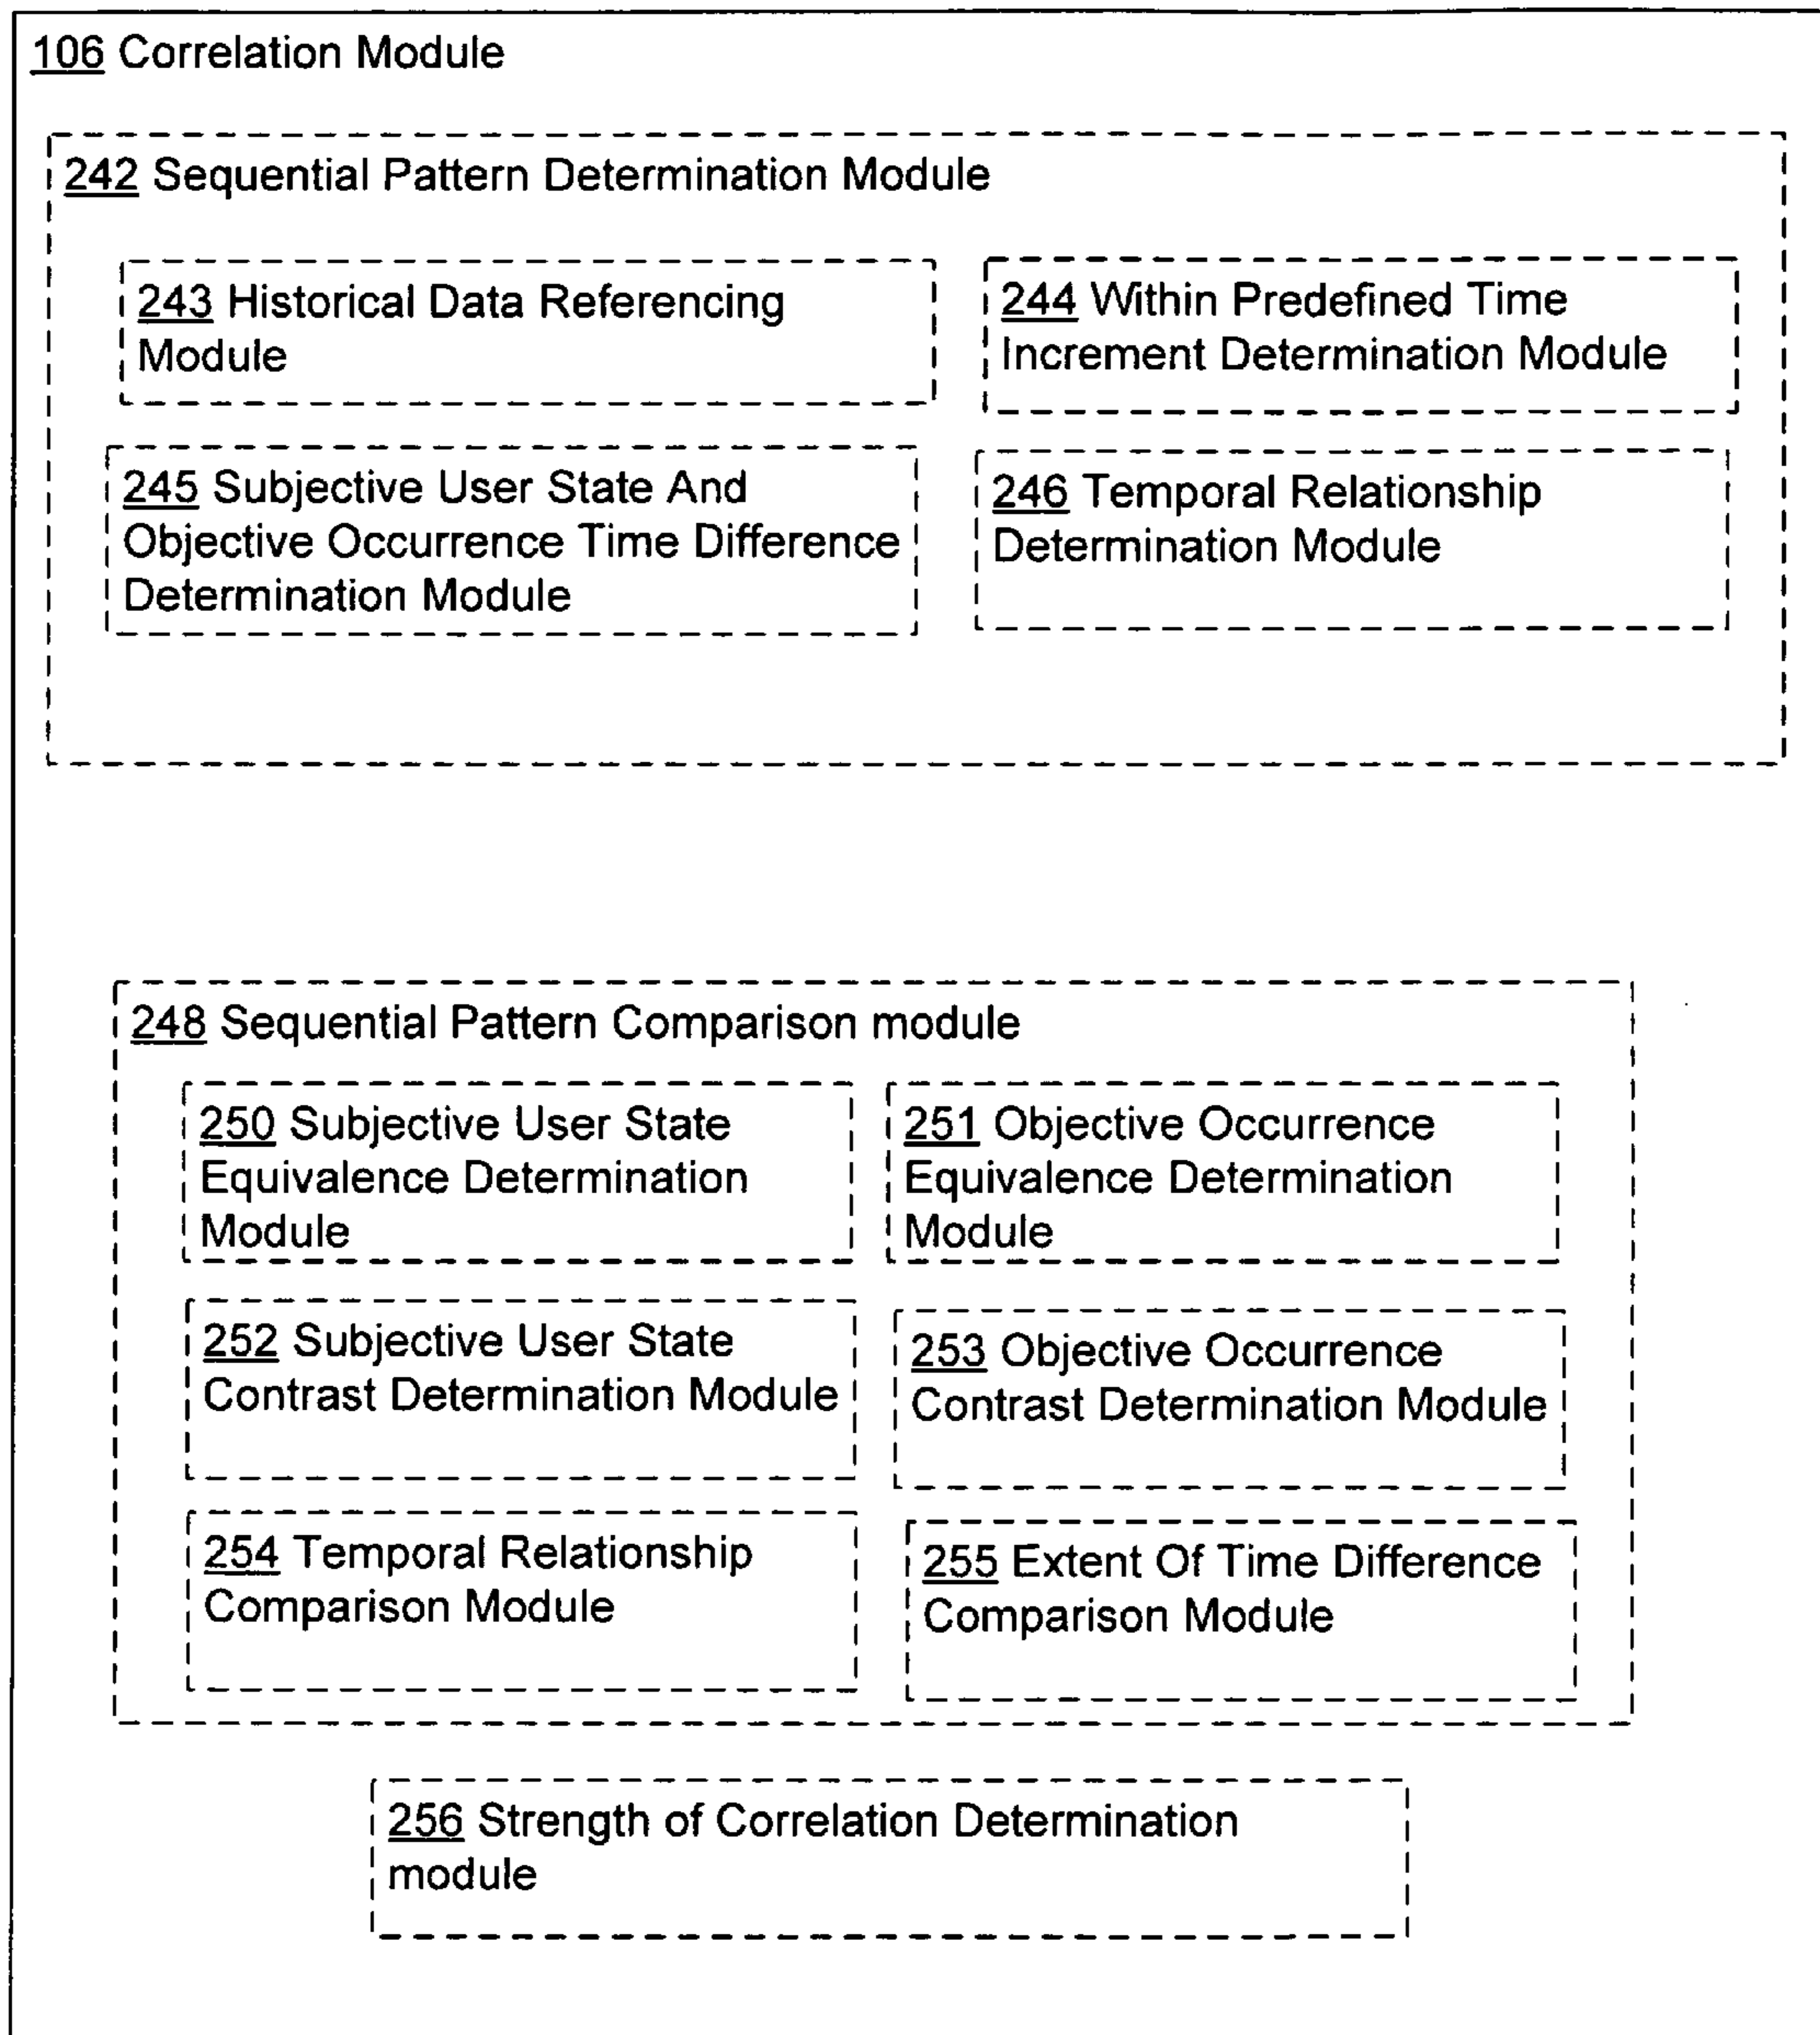 106 Correlation Module
242 Sequential Pattern Determination Module
243 Historical Data Referencing
Module
244 Within Predefined Time
Increment Determination Module
245 Subjective User State And
Objective Occurrence Time Difference
Determination Module
246 Temporal Relationship
Determination Module
248 Sequential Pattern Comparison module
250 Subjective User State
Equivalence Determination
Module
251 Objective Occurrence
Equivalence Determination
Module
252 Subjective User State
Contrast Determination Module
253 Objective Occurrence
Contrast Determination Module
254 Temporal Relationship
Comparison Module
255 Extent Of Time Difference
Comparison Module
256 Strength of Correlation Determination
module